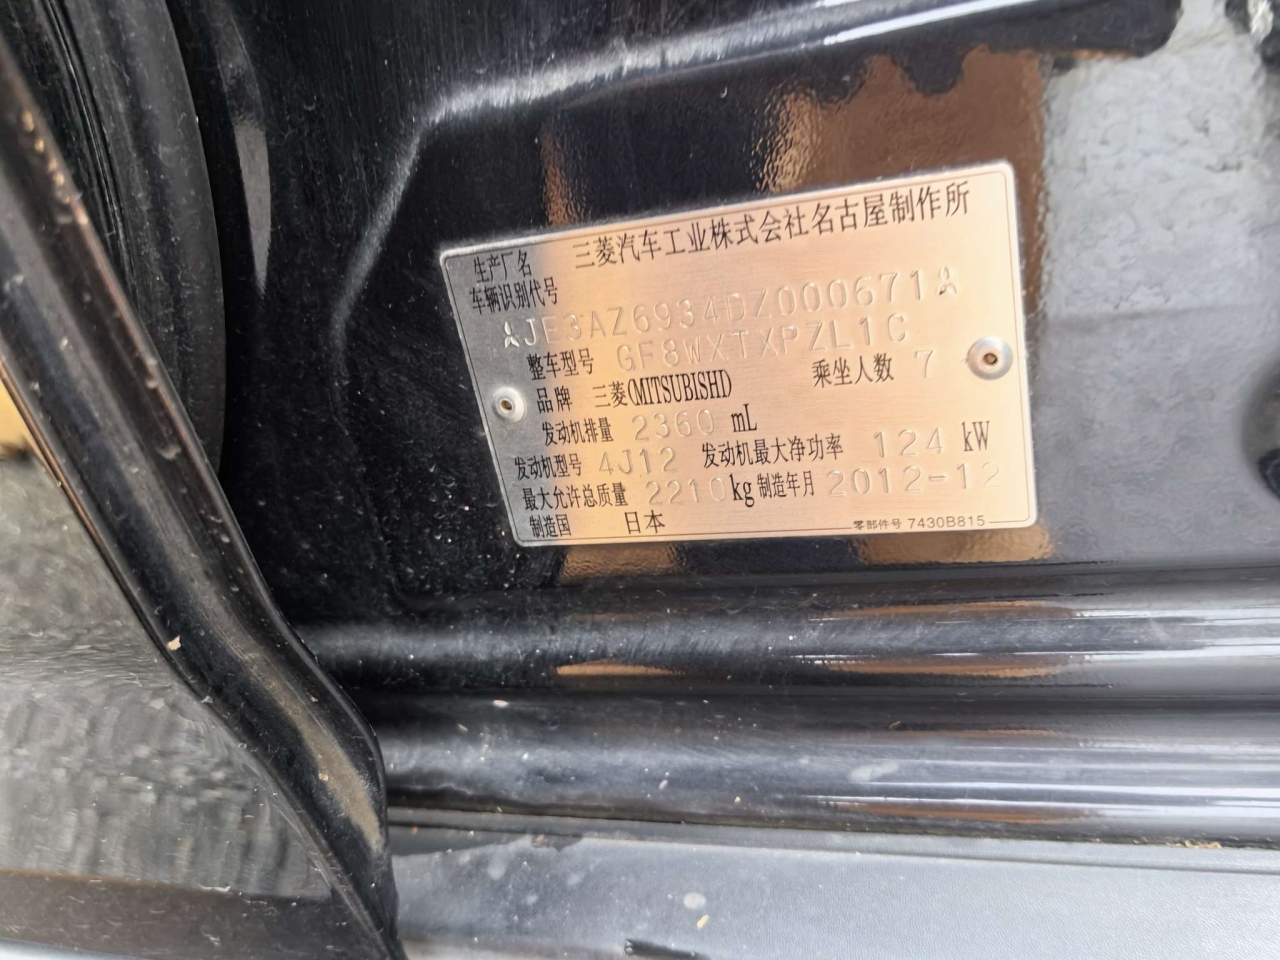 生产厂名 三菱汽车工业株式会社名古屋制作所
车辆识别代号
JE3AZ6934DZ000671
整车型号 GF8WXTXPZL1C
品牌 三菱(MITSUBISHI) 乘坐人数 7
发动机排量 2360 mL
发动机型号 4J12 发动机最大净功率 124 kW
最大允许总质量 2210 kg 制造年月 2012-12
制造国 日本 零部件号 7430B815